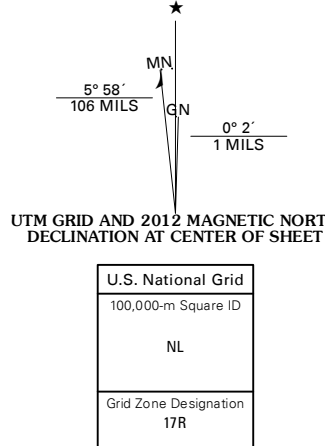 ★
M.N.
5° 58´
106 MILS
GN
0° 2´
1 MILS
UTM GRID AND 2012 MAGNETIC NORT
DECLINATION AT CENTER OF SHEET
U.S. National Grid
100,000-m Square ID
NL
Grid Zone Designation
17R